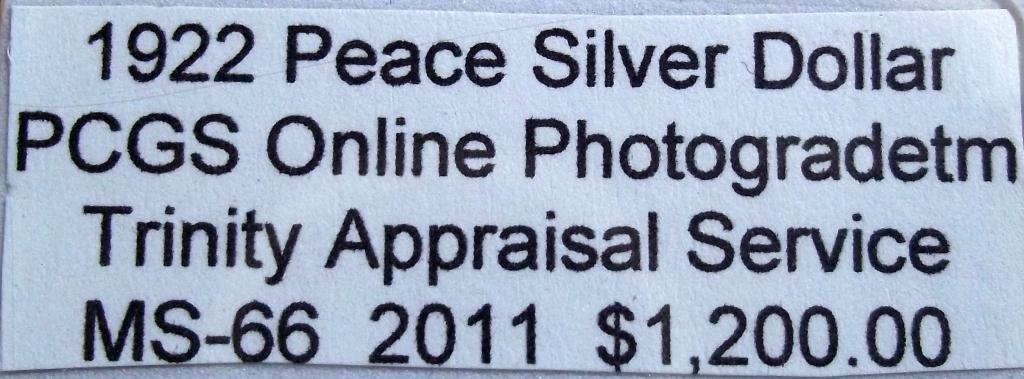 1922 Peace Silver Dollar
PCGS Online Photogradetm
Trinity Appraisal Service
MS-66 2011 $1,200.00